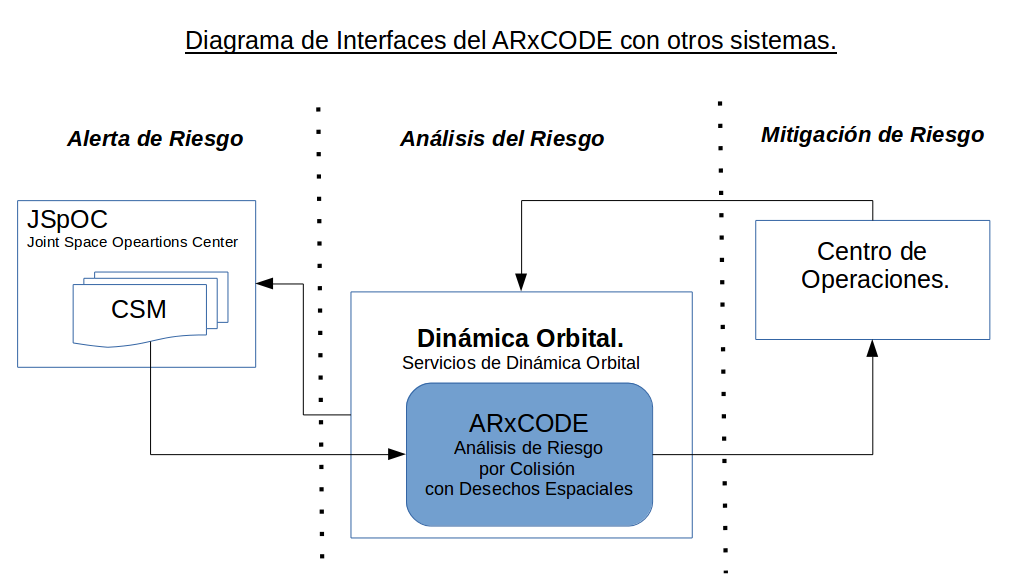 Diagrama de Interfaces del ARxCODE con otros sistemas.
Alerta de Riesgo
Análisis del Riesgo
Mitigación de Riesgo
JSpOC
Joint Space Opeartions Center
CSM
Dinámica Orbital.
Servicios de Dinámica Orbital
ARxCODE
Análisis de Riesgo
por Colisión
con Desechos Espaciales
Centro de
Operaciones.